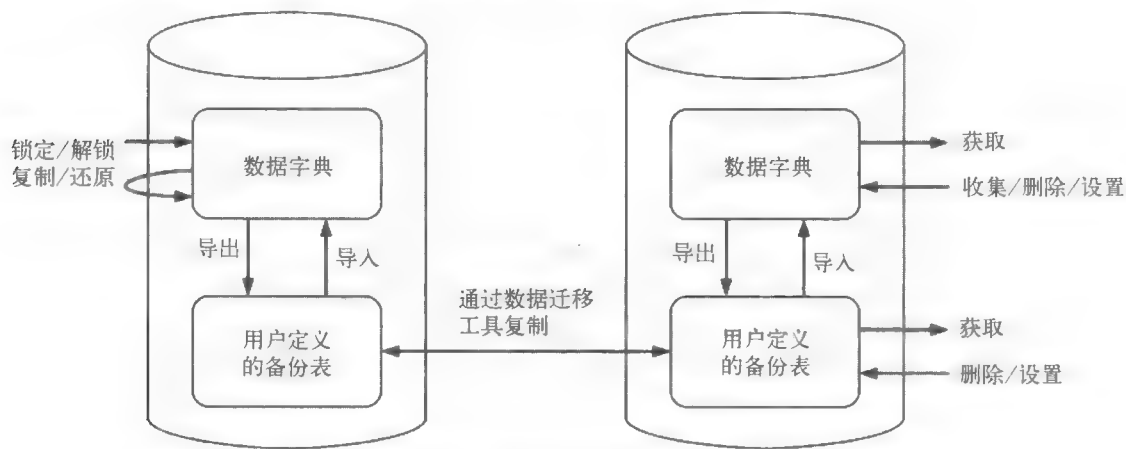 锁定/解锁
复制/还原
数据字典
导出
导入
用户定义
的备份表
通过数据迁移
工具复制
数据字典
获取
收集/删除/设置
导出
导入
用户定义
的备份表
获取
删除/设置